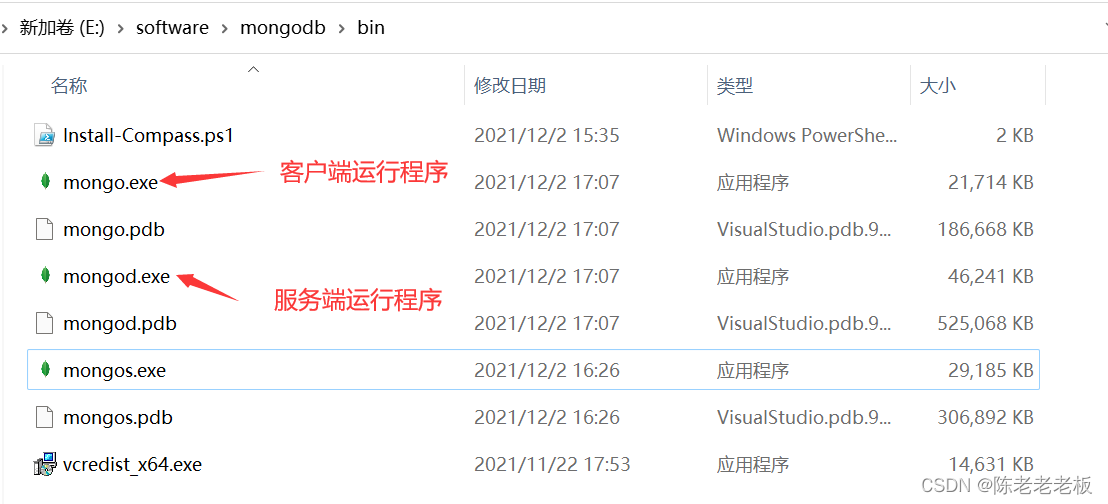 新加卷 (E:) › software › mongodb › bin
名称 修改日期 类型 大小
Install-Compass.ps1 2021/12/2 15:35 Windows PowerShe... 2 KB
mongo.exe 客户端运行程序 2021/12/2 17:07 应用程序 21,714 KB
mongo.pdb 2021/12/2 17:07 VisualStudio.pdb.9... 186,668 KB
mongod.exe 2021/12/2 17:07 应用程序 46,241 KB
服务端运行程序
mongod.pdb 2021/12/2 17:07 VisualStudio.pdb.9... 525,068 KB
mongos.exe 2021/12/2 16:26 应用程序 29,185 KB
mongos.pdb 2021/12/2 16:26 VisualStudio.pdb.9... 306,892 KB
vcredist_x64.exe 2021/11/22 17:53 应用程序 14,631 KB
CSDN @陈老老老板